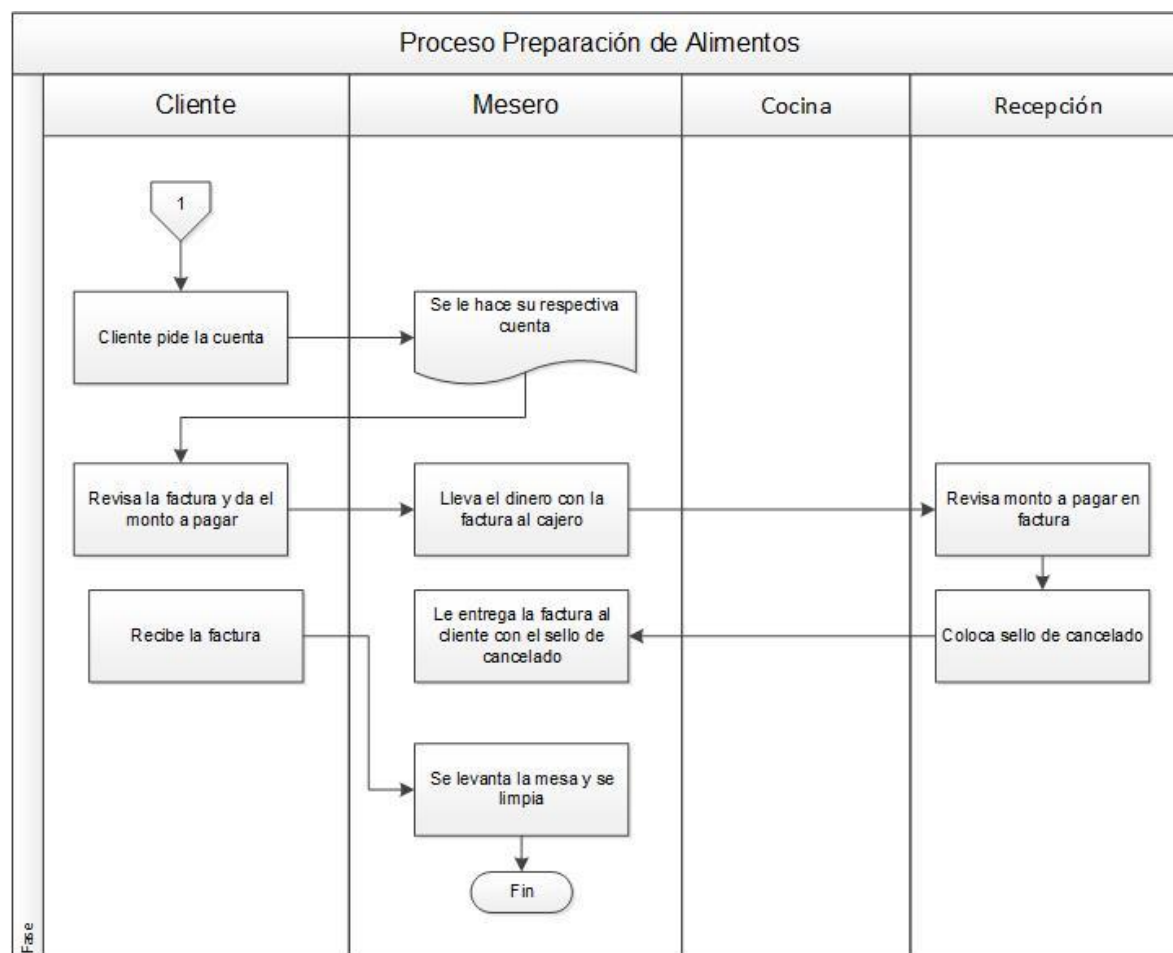 Proceso Preparación de Alimentos
Cliente
Mesero
Cocina
Recepción
1
Cliente pide la cuenta
Se le hace su respectiva
cuenta
Revisa la factura y da el
monto a pagar
Lleva el dinero con la
factura al cajero
Revisa monto a pagar en
factura
Recibe la factura
Le entrega la factura al
cliente con el sello de
cancelado
Coloca sello de cancelado
Se levanta la mesa y se
limpia
Fin
Fase